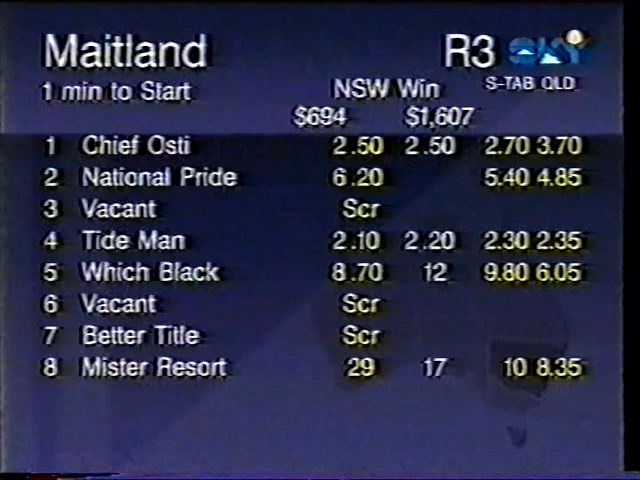 Maitland R3 SKY
1 min to Start NSW Win S-TAB QLD
$694 $1,607
1 Chief Osti 2.50 2.50 2.70 3.70
2 National Pride 6.20 5.40 4.85
3 Vacant Scr
4 Tide Man 2.10 2.20 2.30 2.35
5 Which Black 8.70 12 9.80 6.05
6 Vacant Scr
7 Better Title Scr
8 Mister Resort 29 17 10 8.35